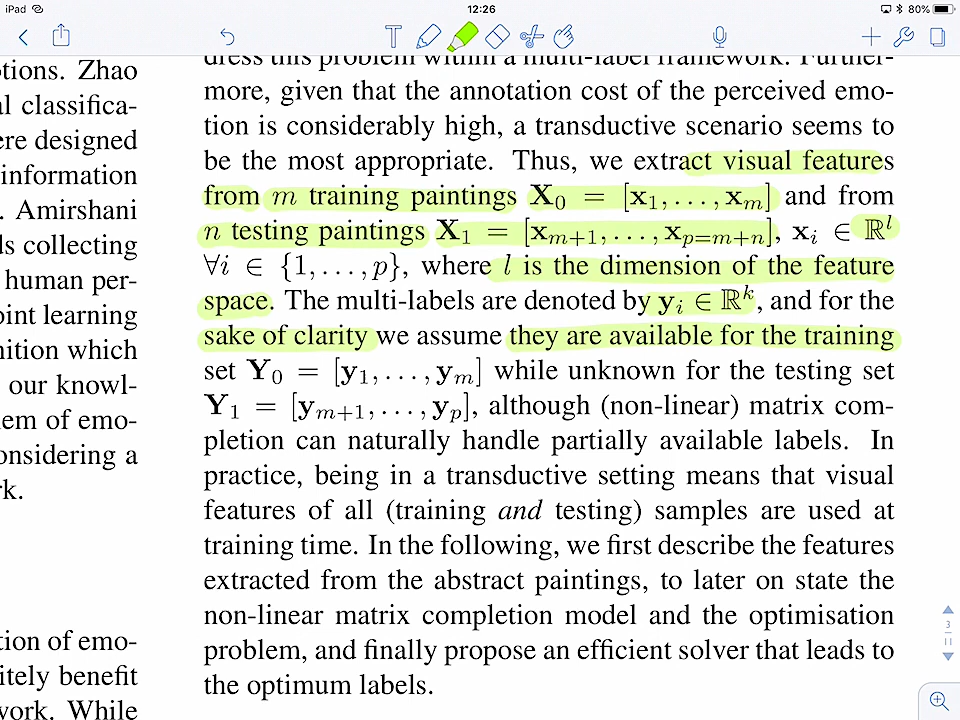 iPad
12:26
80%
otions. Zhao
al classifica-
ere designed
information
. Amirshani
ds collecting
human per-
oint learning
nition which
our knowl-
lem of emo-
onsidering a
rk.
tion of emo-
itely benefit
work. While
dress this problem within a multi-label framework. Further-
more, given that the annotation cost of the perceived emo-
tion is considerably high, a transductive scenario seems to
be the most appropriate. Thus, we extract visual features
from m training paintings X₀ = [x₁, . . . , xₘ] and from
n testing paintings X₁ = [xₘ₊₁, . . . , xₚ₌ₘ₊ₙ], xᵢ ∈ ℝˡ
∀i ∈ {1, . . . , p}, where l is the dimension of the feature
space. The multi-labels are denoted by yᵢ ∈ ℝᵏ, and for the
sake of clarity we assume they are available for the training
set Y₀ = [y₁, . . . , yₘ] while unknown for the testing set
Y₁ = [yₘ₊₁, . . . , yₚ], although (non-linear) matrix com-
pletion can naturally handle partially available labels. In
practice, being in a transductive setting means that visual
features of all (training and testing) samples are used at
training time. In the following, we first describe the features
extracted from the abstract paintings, to later on state the
non-linear matrix completion model and the optimisation
problem, and finally propose an efficient solver that leads to
the optimum labels.
3
11